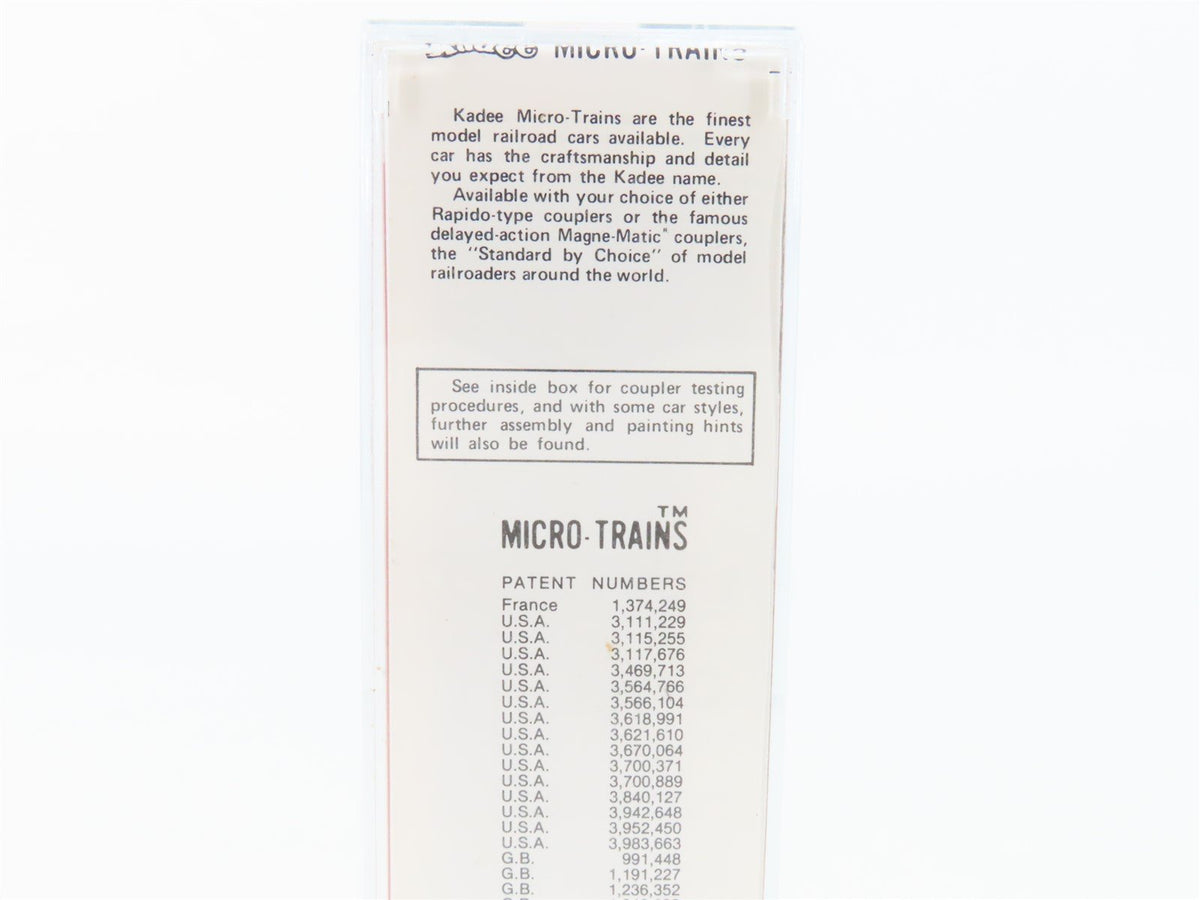 Kadee MICRO-TRAINS
Kadee Micro-Trains are the finest
model railroad cars available. Every
car has the craftsmanship and detail
you expect from the Kadee name.
Available with your choice of either
Rapido-type couplers or the famous
delayed-action Magne-Matic® couplers,
the "Standard by Choice" of model
railroaders around the world.
See inside box for coupler testing
procedures, and with some car styles,
further assembly and painting hints
will also be found.
TM
MICRO-TRAINS
PATENT NUMBERS
France 1,374,249
U.S.A. 3,111,229
U.S.A. 3,115,255
U.S.A. 3,117,676
U.S.A. 3,469,713
U.S.A. 3,564,766
U.S.A. 3,566,104
U.S.A. 3,618,991
U.S.A. 3,621,610
U.S.A. 3,670,064
U.S.A. 3,700,371
U.S.A. 3,700,889
U.S.A. 3,840,127
U.S.A. 3,942,648
U.S.A. 3,952,450
U.S.A. 3,983,663
G.B. 991,448
G.B. 1,191,227
G.B. 1,236,352